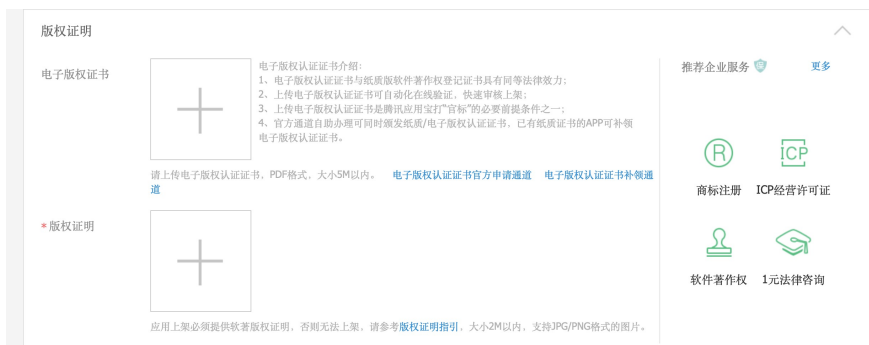 版权证明
电子版权证书
电子版权认证证书介绍:
1、电子版权认证证书与纸质版软件著作权登记证书具有同等法律效力;
2、上传电子版权认证证书可自动化在线验证，快速审核上架;
3、上传电子版权认证证书是腾讯应用宝打“官标”的必要前提条件之一;
4、官方通道自助办理可同时颁发纸质/电子版权认证证书，已有纸质证书的APP可补领
电子版权认证证书。
请上传电子版权认证证书，PDF格式，大小5M以内。 电子版权认证证书官方申请通道 电子版权认证证书补领通
道
*版权证明
应用上架必须提供软著版权证明，否则无法上架，请参考版权证明指引，大小2M以内，支持JPG/PNG格式的图片。
推荐企业服务 更多
R ICP
商标注册 ICP经营许可证
软件著作权 1元法律咨询